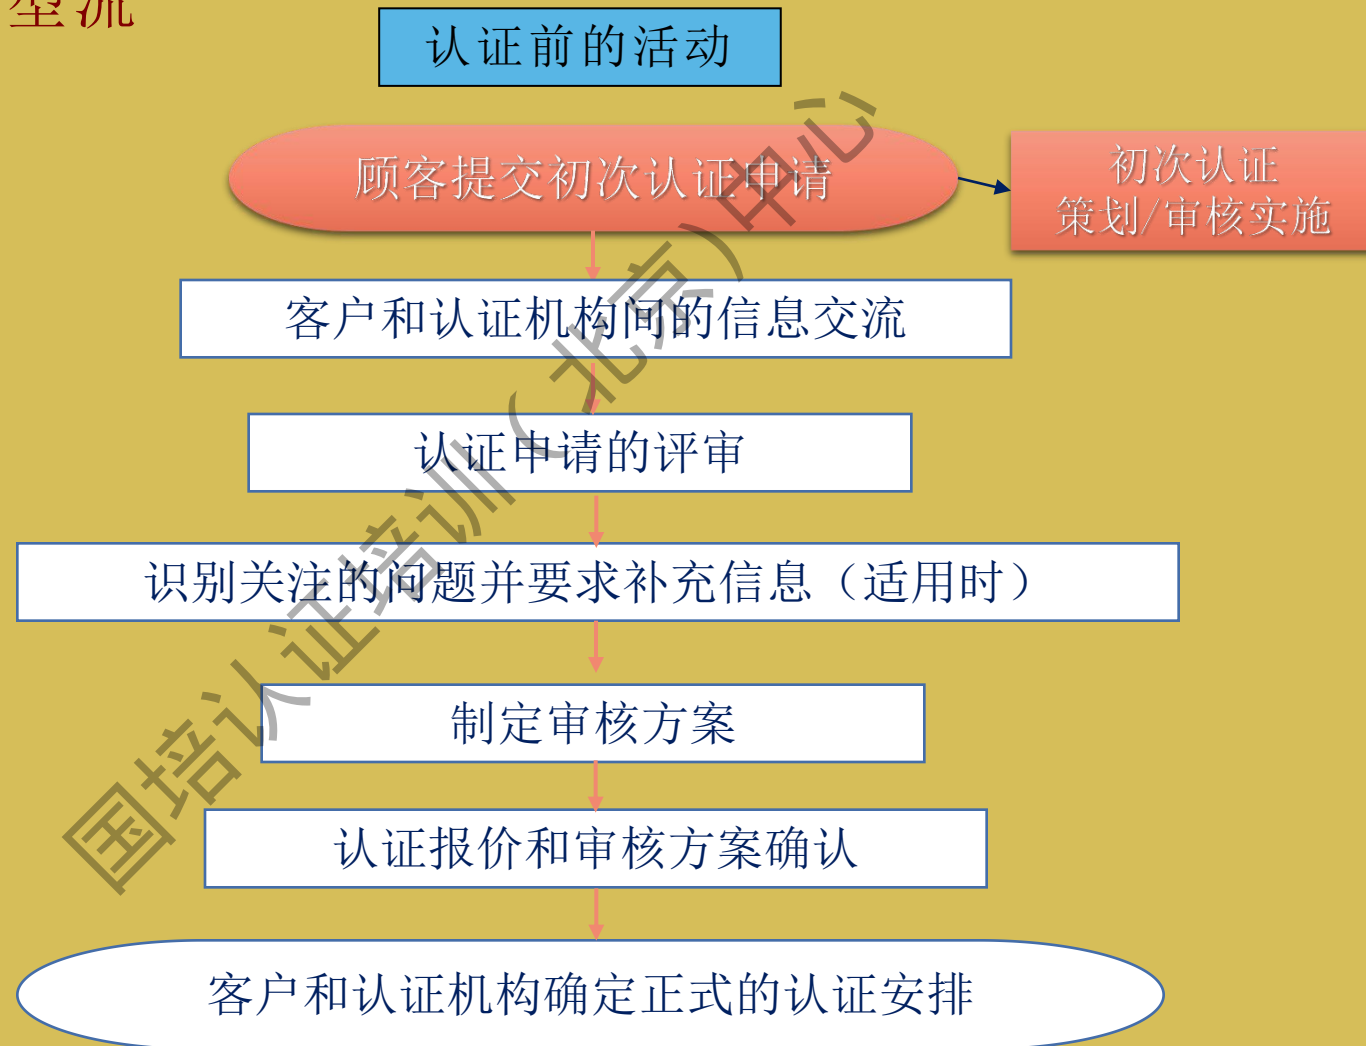 型流
认证前的活动
顾客提交初次认证申请
初次认证
策划/审核实施
客户和认证机构间的信息交流
认证申请的评审
识别关注的问题并要求补充信息（适用时）
制定审核方案
认证报价和审核方案确认
客户和认证机构确定正式的认证安排
国培认证培训（北京）中心